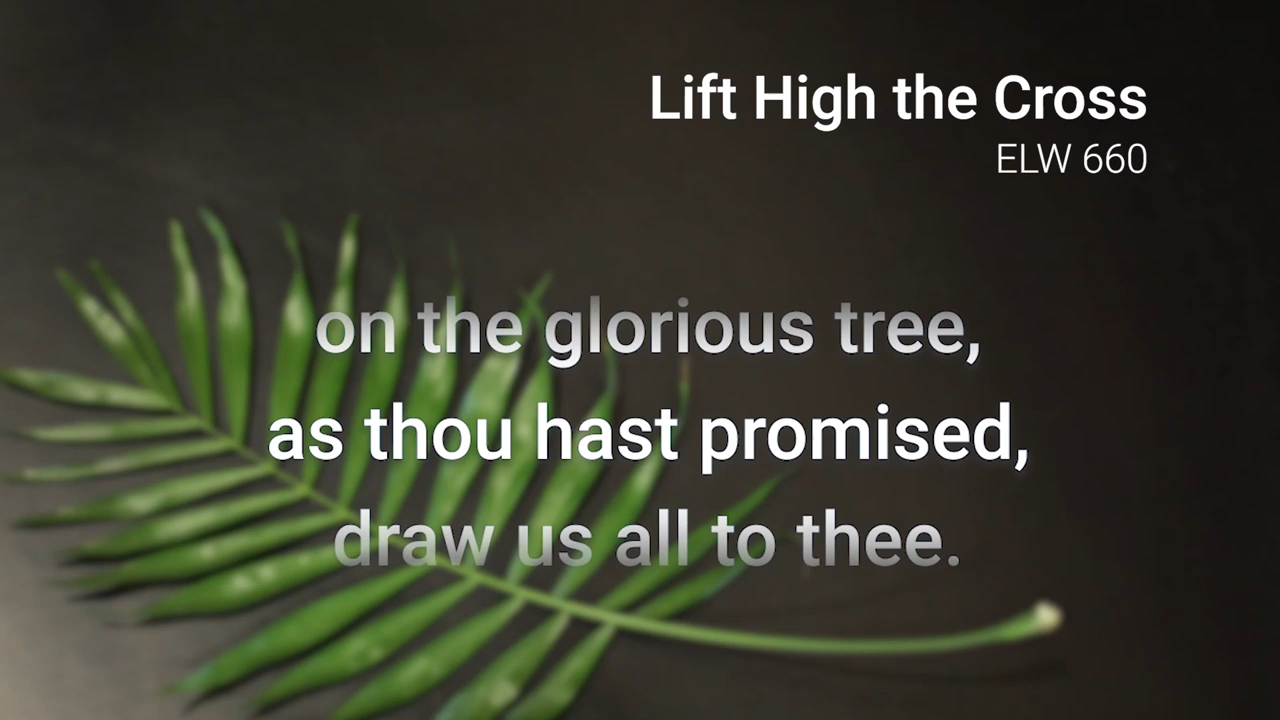 Lift High the Cross
ELW 660
on the glorious tree,
as thou hast promised,
draw us all to thee.